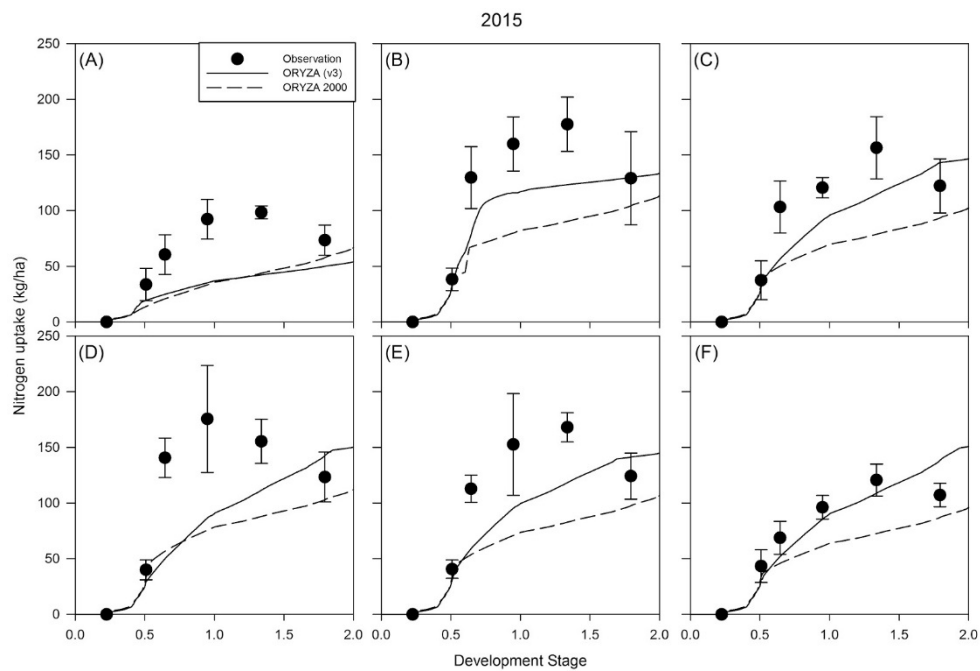 2015
250
(A)
Observation
ORYZA (v3)
ORYZA 2000
(B)
(C)
200
150
100
50
0
250
(D)
(E)
(F)
200
150
100
50
0
0.0 0.5 1.0 1.5 2.0 0.0 0.5 1.0 1.5 2.0 0.0 0.5 1.0 1.5 2.0
Nitrogen uptake (kg/ha)
Development Stage